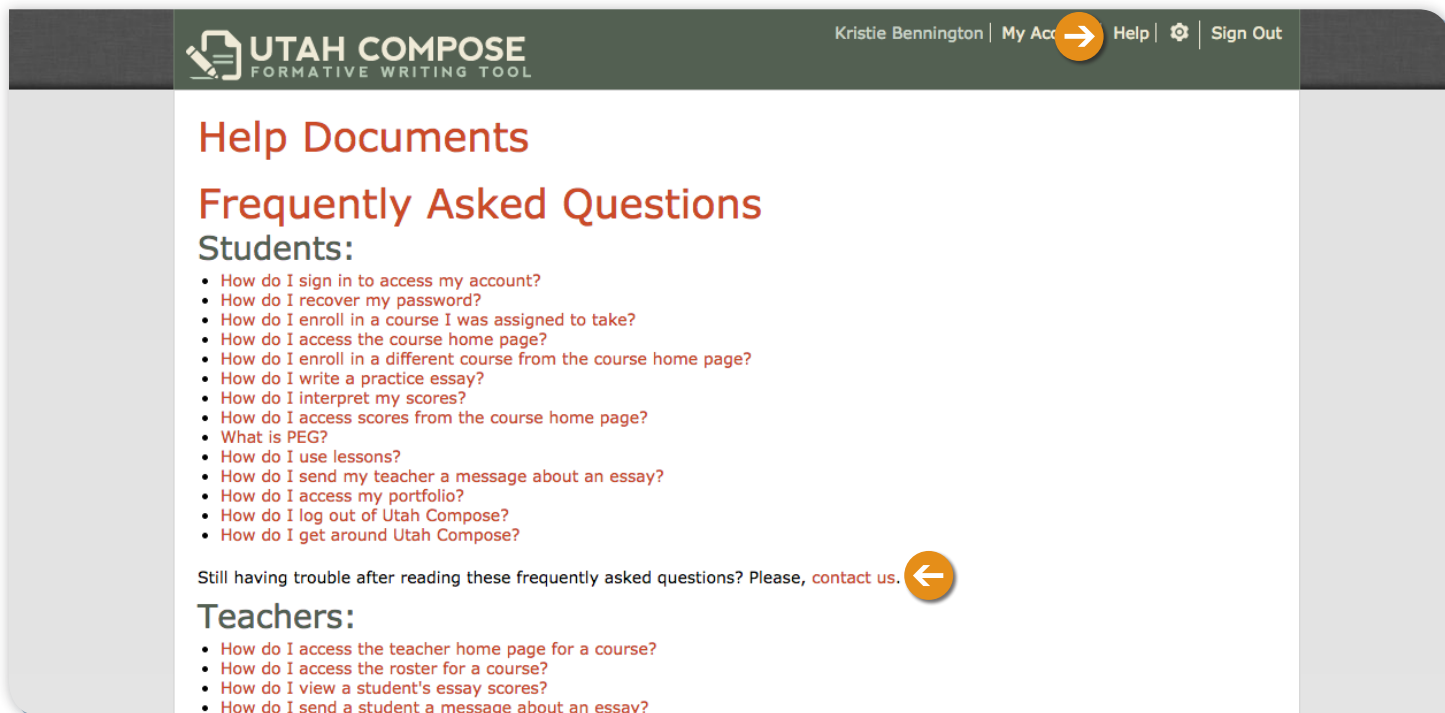 UTAH COMPOSE
FORMATIVE WRITING TOOL
Kristie Bennington | My | Help | Sign Out
Help Documents
Frequently Asked Questions
Students:
• How do I sign in to access my account?
• How do I recover my password?
• How do I enroll in a course I was assigned to take?
• How do I access the course home page?
• How do I enroll in a different course from the course home page?
• How do I write a practice essay?
• How do I interpret my scores?
• How do I access scores from the course home page?
• What is PEG?
• How do I use lessons?
• How do I send my teacher a message about an essay?
• How do I access my portfolio?
• How do I log out of Utah Compose?
• How do I get around Utah Compose?
Still having trouble after reading these frequently asked questions? Please, contact us.
Teachers:
• How do I access the teacher home page for a course?
• How do I access the roster for a course?
• How do I view a student's essay scores?
• How do I send a student a message about an essay?